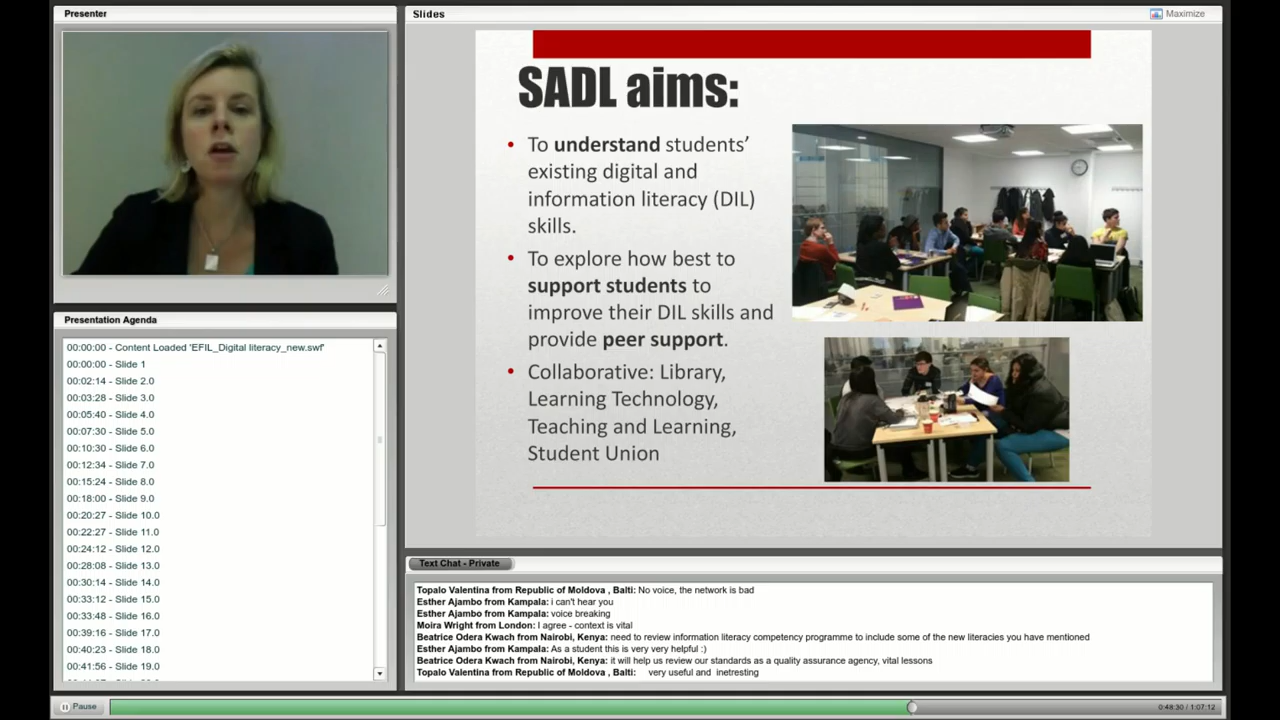 Presenter
Presentation Agenda
00:00:00 - Content Loaded 'EFIL_Digital literacy_new.swf'
00:00:00 - Slide 1
00:02:14 - Slide 2.0
00:03:28 - Slide 3.0
00:05:40 - Slide 4.0
00:07:30 - Slide 5.0
00:10:30 - Slide 6.0
00:12:34 - Slide 7.0
00:15:24 - Slide 8.0
00:18:00 - Slide 9.0
00:20:27 - Slide 10.0
00:22:27 - Slide 11.0
00:24:12 - Slide 12.0
00:28:08 - Slide 13.0
00:30:14 - Slide 14.0
00:33:12 - Slide 15.0
00:33:48 - Slide 16.0
00:39:16 - Slide 17.0
00:40:23 - Slide 18.0
00:41:56 - Slide 19.0
Slides
Maximize
SADL aims:
• To understand students’
existing digital and
information literacy (DIL)
skills.
• To explore how best to
support students to
improve their DIL skills and
provide peer support.
• Collaborative: Library,
Learning Technology,
Teaching and Learning,
Student Union
Text Chat - Private
Topalo Valentina from Republic of Moldova , Balti: No voice, the network is bad
Esther Ajambo from Kampala: i can't hear you
Esther Ajambo from Kampala: voice breaking
Moira Wright from London: I agree - context is vital
Beatrice Odera Kwach from Nairobi, Kenya: need to review information literacy competency programme to include some of the new literacies you have mentioned
Esther Ajambo from Kampala: As a student this is very very helpful :)
Beatrice Odera Kwach from Nairobi, Kenya: it will help us review our standards as a quality assurance agency, vital lessons
Topalo Valentina from Republic of Moldova , Balti: very useful and inetresting
Pause
0:48:30 / 1:07:12